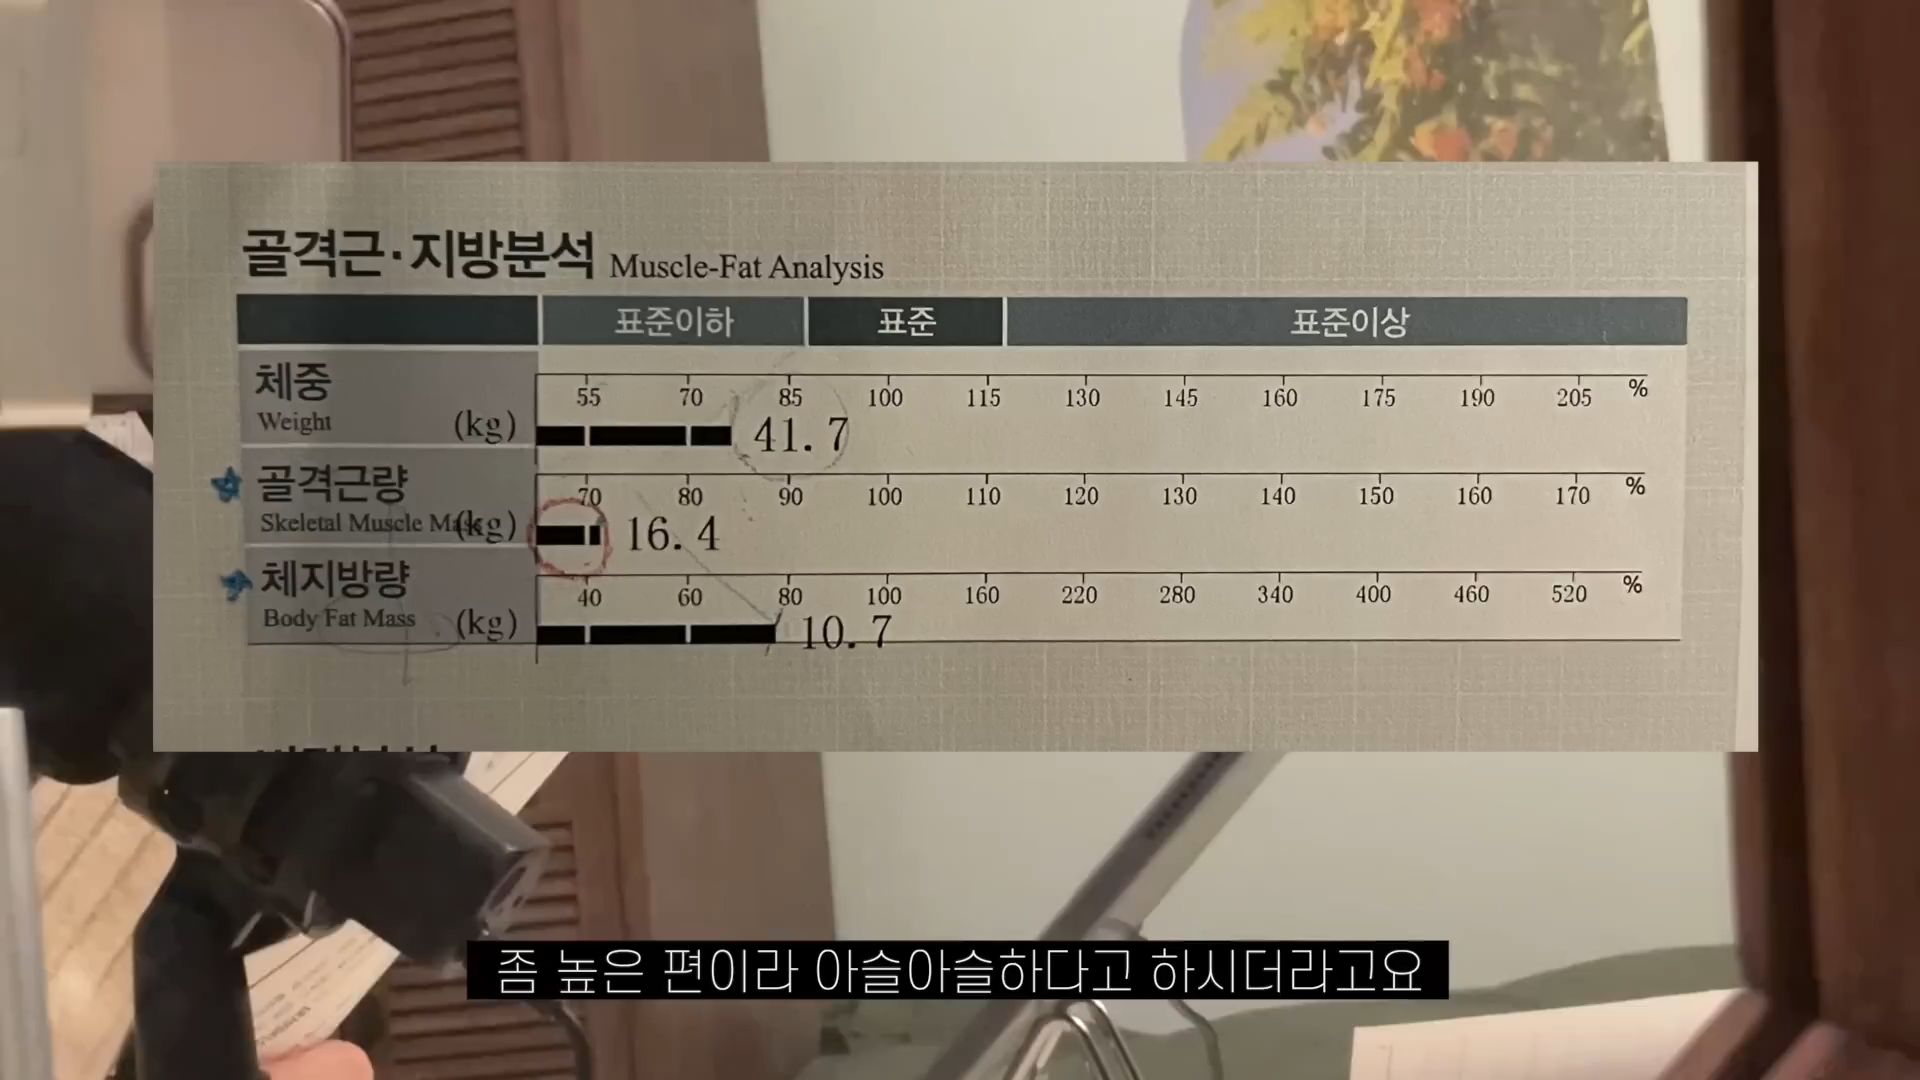 골격근·지방분석 Muscle-Fat Analysis
표준이하 표준 표준이상
체중
Weight (kg)
55 70 85 100 115 130 145 160 175 190 205 %
41.7
골격근량
Skeletal Muscle Mass (kg)
70 80 90 100 110 120 130 140 150 160 170 %
16.4
체지방량
Body Fat Mass (kg)
40 60 80 100 160 220 280 340 400 460 520 %
10.7
좀 높은 편이라 아슬아슬하다고 하시더라고요